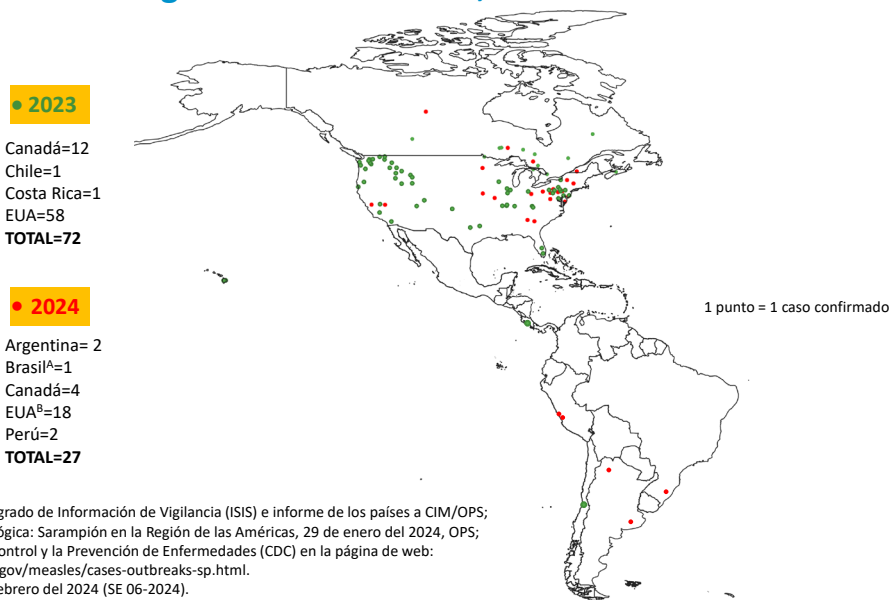 • 2023
Canadá=12
Chile=1
Costa Rica=1
EUA=58
TOTAL=72
• 2024
Argentina= 2
Brasilᴬ=1
Canadá=4
EUAᴮ=18
Perú=2
TOTAL=27
1 punto = 1 caso confirmado
grado de Información de Vigilancia (ISIS) e informe de los países a CIM/OPS;
ógica: Sarampión en la Región de las Américas, 29 de enero del 2024, OPS;
ontrol y la Prevención de Enfermedades (CDC) en la página de web:
gov/measles/cases-outbreaks-sp.html.
ebrero del 2024 (SE 06-2024).